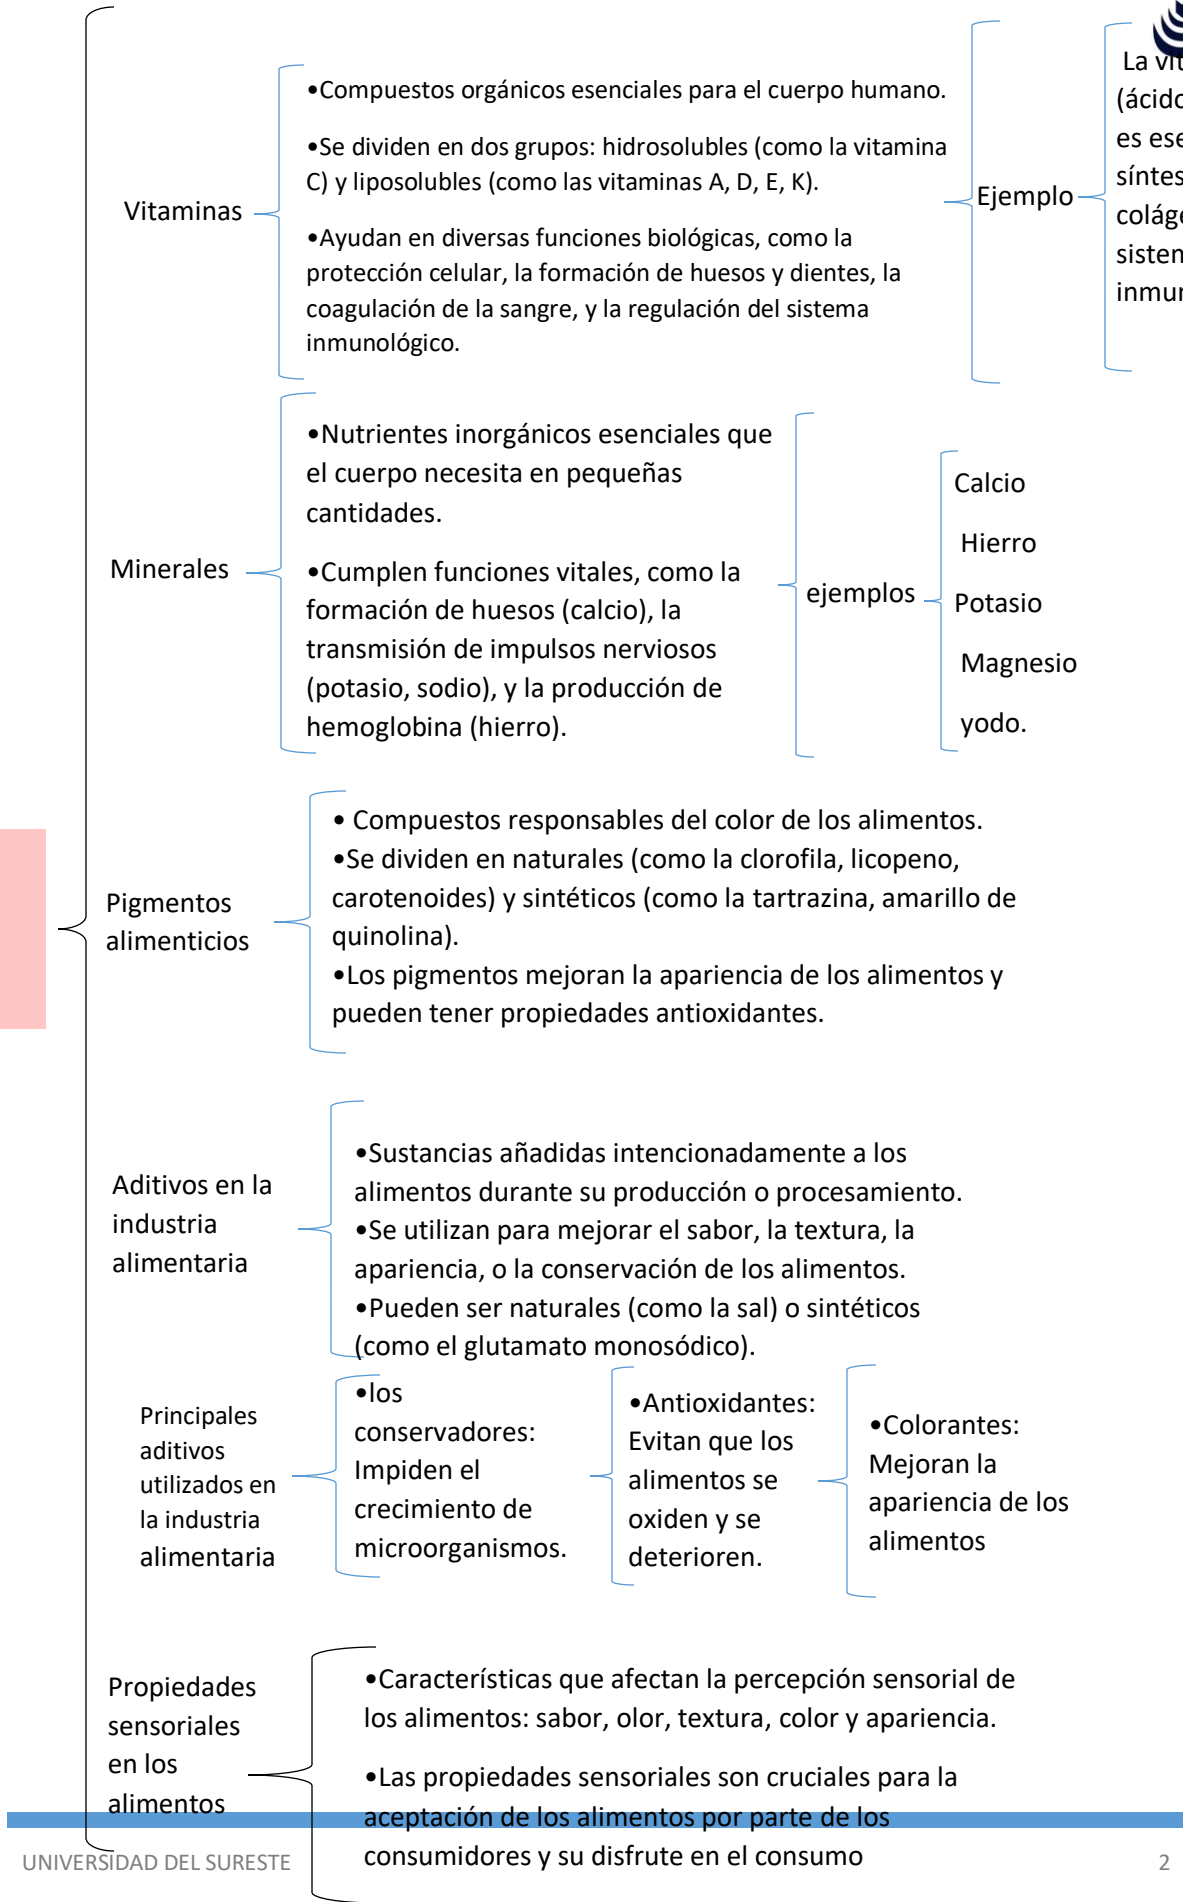 Vitaminas
•Compuestos orgánicos esenciales para el cuerpo humano.
•Se dividen en dos grupos: hidrosolubles (como la vitamina
C) y liposolubles (como las vitaminas A, D, E, K).
•Ayudan en diversas funciones biológicas, como la
protección celular, la formación de huesos y dientes, la
coagulación de la sangre, y la regulación del sistema
inmunológico.
Ejemplo
La
es
Minerales
•Nutrientes inorgánicos esenciales que
el cuerpo necesita en pequeñas
cantidades.
•Cumplen funciones vitales, como la
formación de huesos (calcio), la
transmisión de impulsos nerviosos
(potasio, sodio), y la producción de
hemoglobina (hierro).
ejemplos
Calcio
Hierro
Potasio
Magnesio
yodo.
Pigmentos
alimenticios
• Compuestos responsables del color de los alimentos.
•Se dividen en naturales (como la clorofila, licopeno,
carotenoides) y sintéticos (como la tartrazina, amarillo de
quinolina).
•Los pigmentos mejoran la apariencia de los alimentos y
pueden tener propiedades antioxidantes.
Aditivos en la
industria
alimentaria
•Sustancias añadidas intencionadamente a los
alimentos durante su producción o procesamiento.
•Se utilizan para mejorar el sabor, la textura, la
apariencia, o la conservación de los alimentos.
•Pueden ser naturales (como la sal) o sintéticos
(como el glutamato monosódico).
Principales
aditivos
utilizados en
la industria
alimentaria
•los
conservadores:
Impiden el
crecimiento de
microorganismos.
•Antioxidantes:
Evitan que los
alimentos se
oxiden y se
deterioren.
•Colorantes:
Mejoran la
apariencia de los
alimentos
Propiedades
sensoriales
en los
alimentos
•Características que afectan la percepción sensorial de
los alimentos: sabor, olor, textura, color y apariencia.
•Las propiedades sensoriales son cruciales para la
aceptación de los alimentos por parte de los
consumidores y su disfrute en el consumo
UNIVERSIDAD DEL SURESTE
2